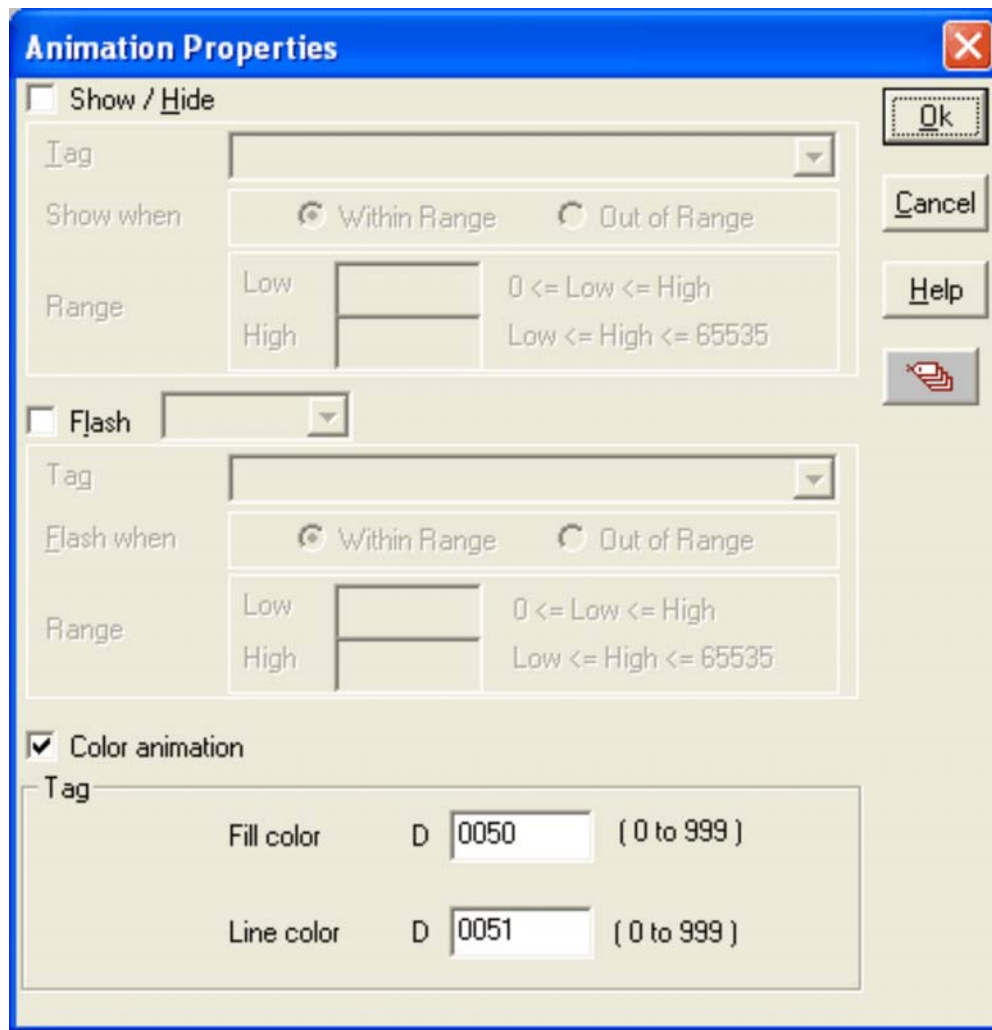 Animation Properties
Show / Hide
Ok
Tag
Cancel
Show when Within Range Out of Range
Range Low 0 <= Low <= High
High Low <= High <= 65535
Help
Flash
Tag
Flash when Within Range Out of Range
Range Low 0 <= Low <= High
High Low <= High <= 65535
Color animation
Tag
Fill color D 0050 ( 0 to 999 )
Line color D 0051 ( 0 to 999 )